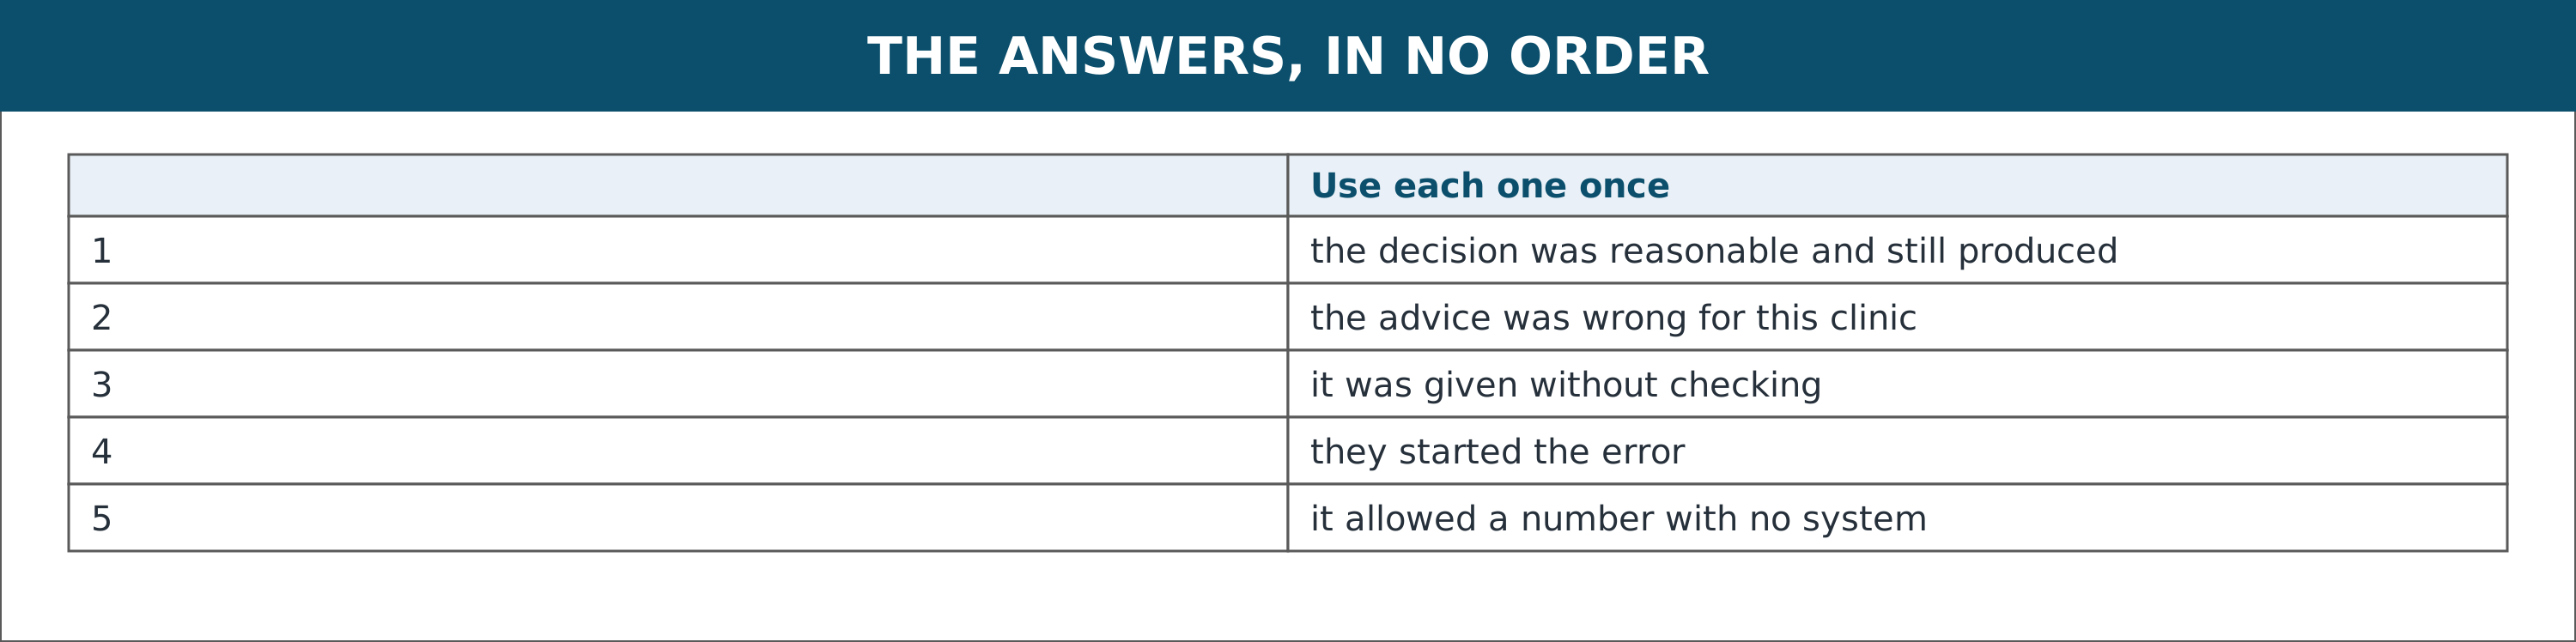 THE ANSWERS, IN NO ORDER
Use each one once
1 the decision was reasonable and still produced
2 the advice was wrong for this clinic
3 it was given without checking
4 they started the error
5 it allowed a number with no system